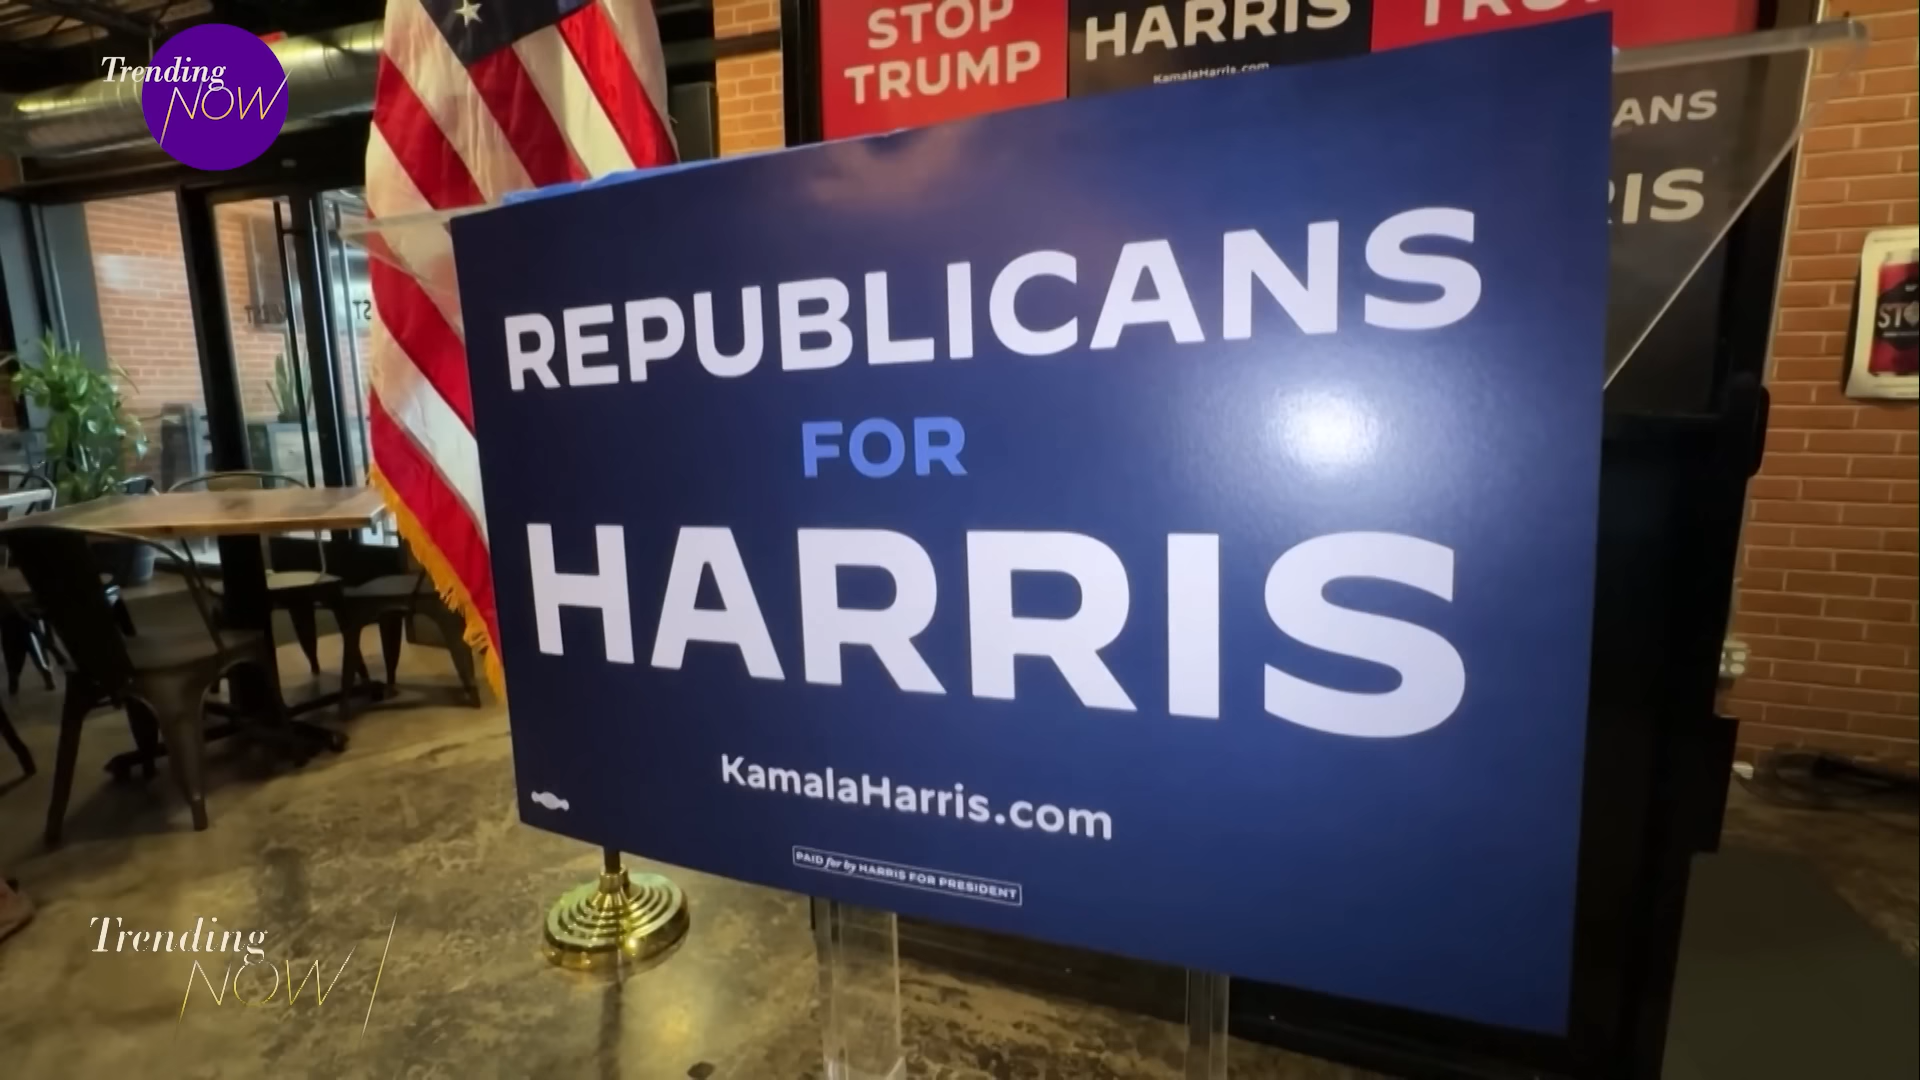 Trending
NOW
STOP
TRUMP
HARRIS
KamalaHarris.com
REPUBLICANS
FOR
HARRIS
KamalaHarris.com
PAID for by HARRIS FOR PRESIDENT
Trending
NOW